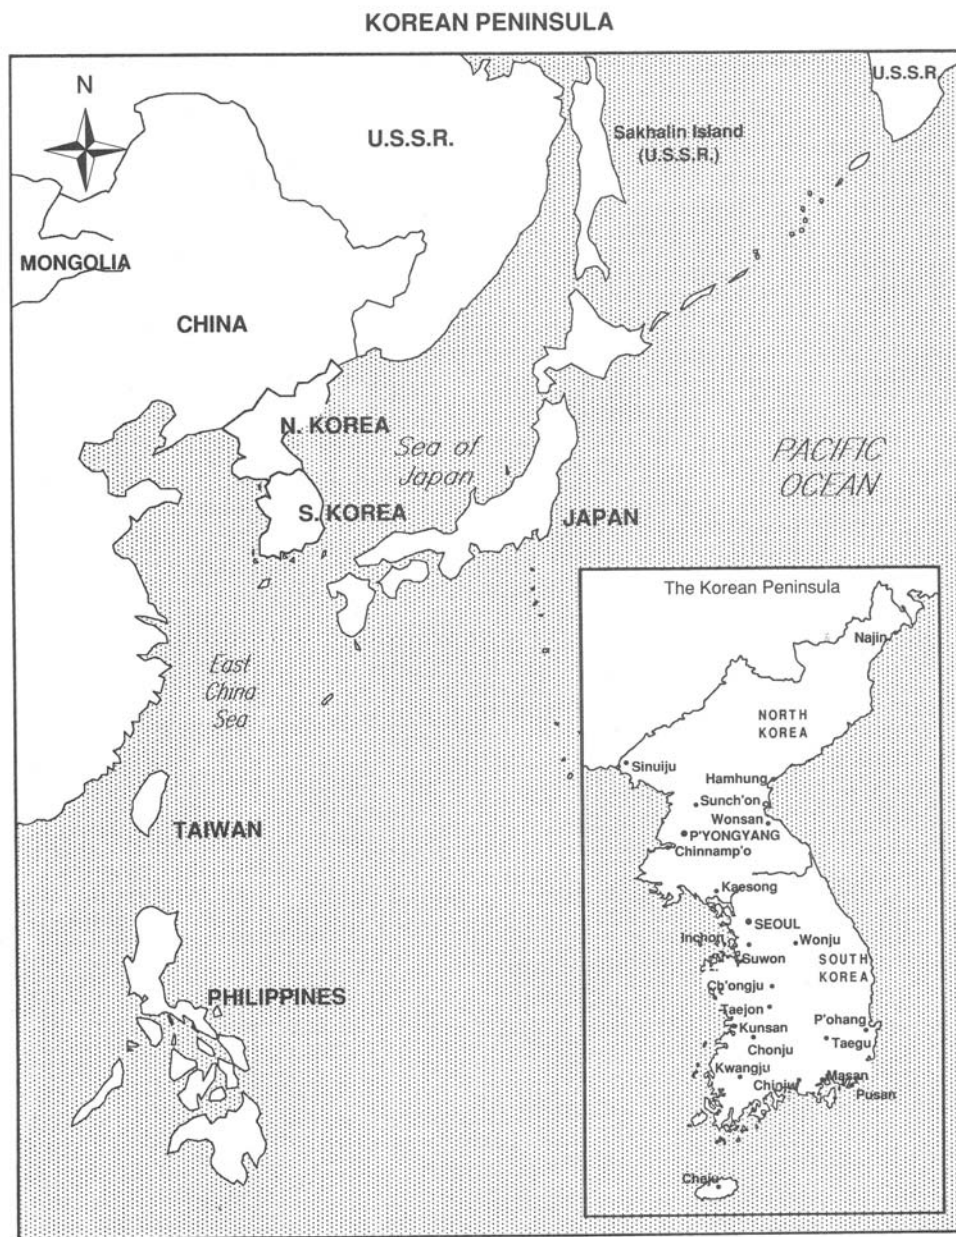 KOREAN PENINSULA
N
U.S.S.R.
U.S.S.R.
Sakhalin Island
(U.S.S.R.)
MONGOLIA
CHINA
N. KOREA
Sea of
Japan
PACIFIC
OCEAN
S. KOREA
JAPAN
East
China
Sea
TAIWAN
PHILIPPINES
The Korean Peninsula
Najin
NORTH
KOREA
Sinuiju
Hamhung
Sunch'on
Wonsan
P'YONGYANG
Chinnamp'o
Kaesong
SEOUL
Inchon
Wonju
Suwon
SOUTH
KOREA
Ch'ongju
Taejon
P'ohang
Kunsan
Taegu
Chonju
Kwangju
Masan
Chinju
Pusan
Cheju